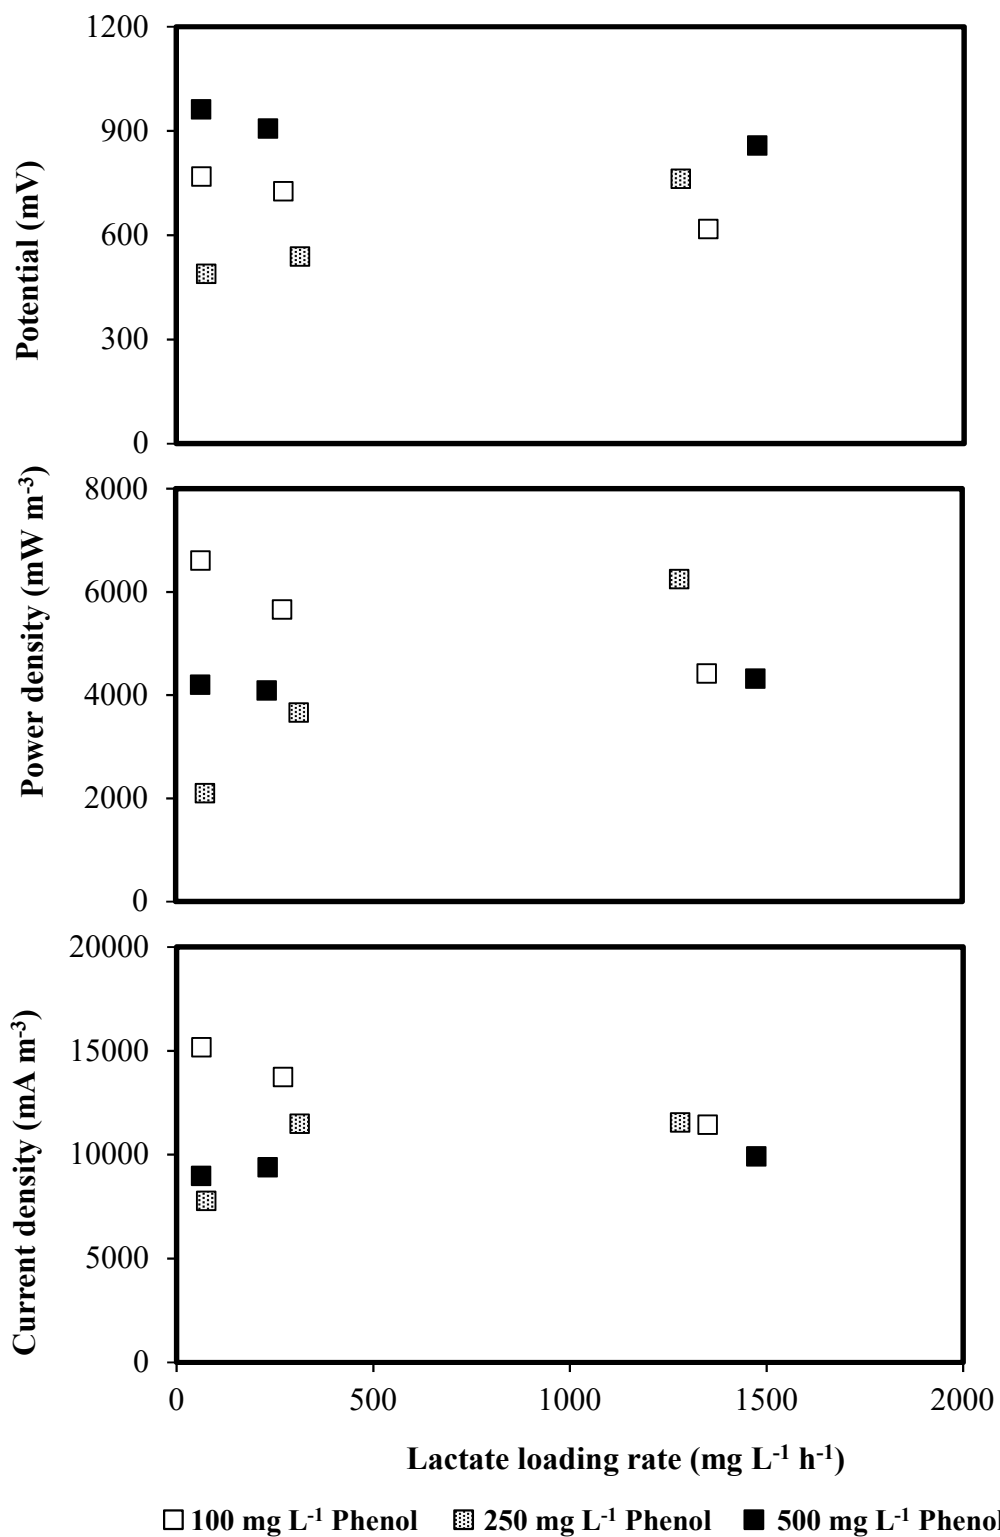 1200
900
600
300
0
Potential (mV)
8000
6000
4000
2000
0
Power density (mW m-3)
20000
15000
10000
5000
0
Current density (mA m-3)
0 500 1000 1500 2000
Lactate loading rate (mg L-1 h-1)
100 mg L-1 Phenol 250 mg L-1 Phenol 500 mg L-1 Phenol